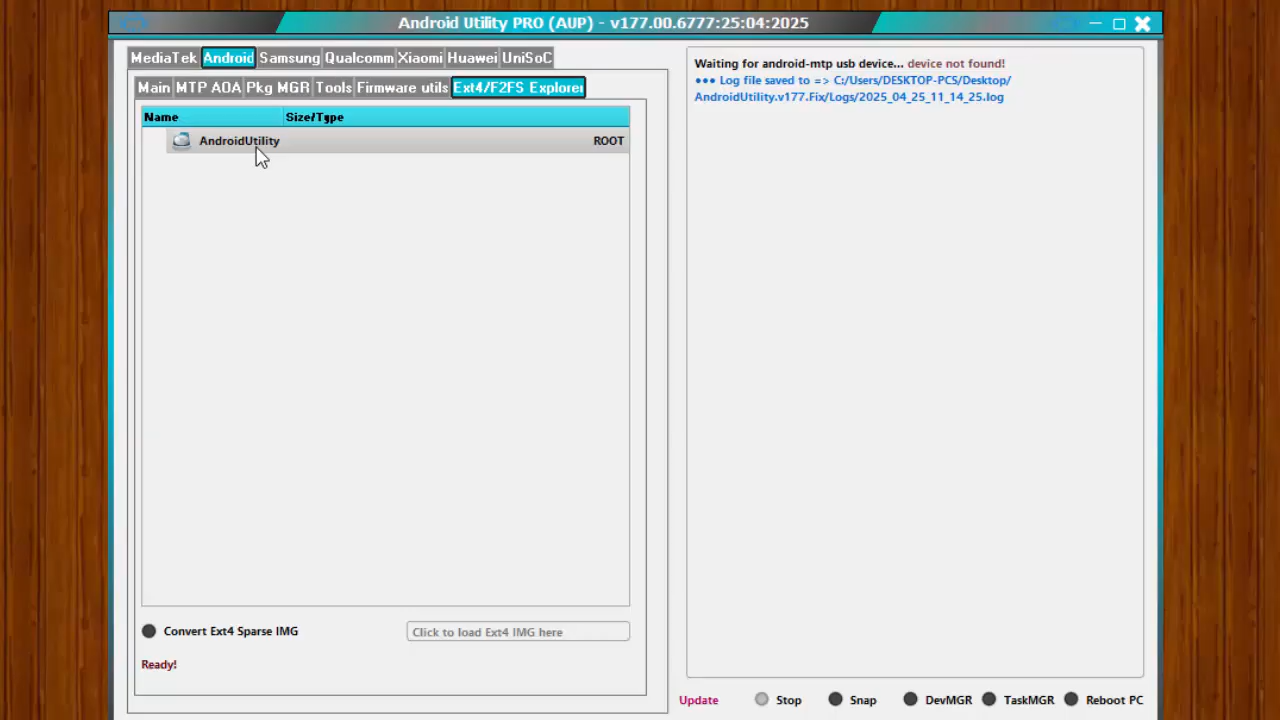 Android Utility PRO (AUP) - v177.00.6777:25:04:2025
MediaTek Android Samsung Qualcomm Xiaomi Huawei UniSoC
Main MTP AOA Pkg MGR Tools Firmware utils Ext4/F2FS Explorer
Name Size/Type
AndroidUtility ROOT
Convert Ext4 Sparse IMG Click to load Ext4 IMG here
Ready!
Waiting for android-mtp usb device... device not found!
••• Log file saved to => C:/Users/DESKTOP-PCS/Desktop/
AndroidUtility.v177.Fix/Logs/2025_04_25_11_14_25.log
Update Stop Snap DevMGR TaskMGR Reboot PC